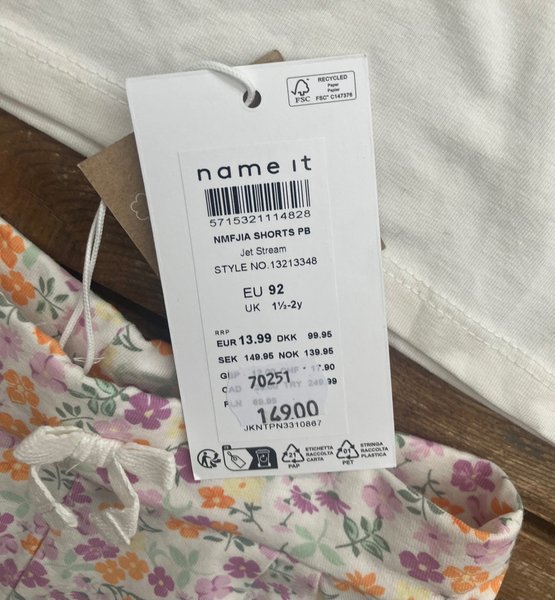 RECYCLED
Paper
Papier
FSC® C147376
FSC
name it
5715321114828
NMFJIA SHORTS PB
Jet Stream
STYLE NO.13213348
EU 92
UK 1½-2y
RRP
EUR 13.99 DKK 99.95
SEK 149.95 NOK 139.95
70251
149.00
JKNTPN3310867
21
PAP
ETICHETTA
RACCOLTA
CARTA
01
PET
STRINGA
RACCOLTA
PLASTICA